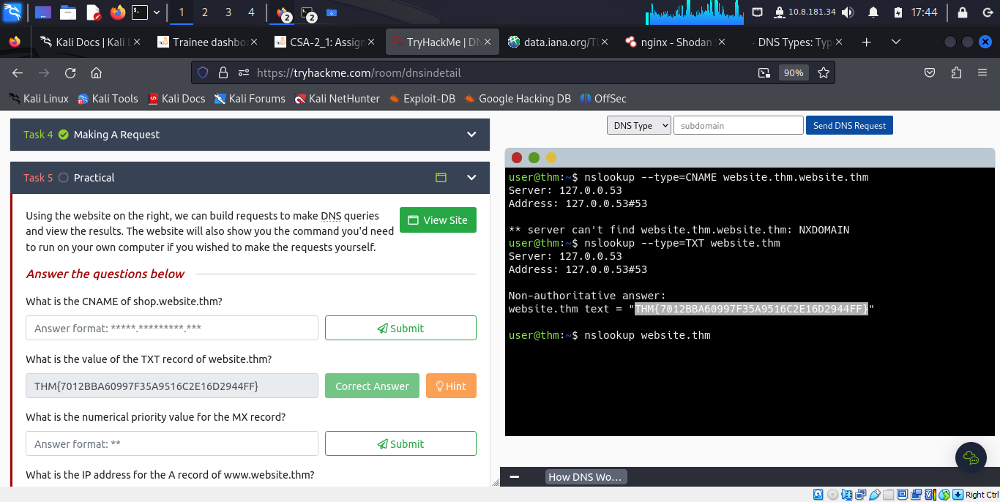 1 2 3 4 2 2 10.8.181.34 17:44
Kali Docs | Kali L Trainee dashbo CSA-2_1: Assign TryHackMe | DN data.iana.org/TL nginx - Shodan DNS Types: Typ
https://tryhackme.com/room/dnsindetail 90%
Kali Linux Kali Tools Kali Docs Kali Forums Kali NetHunter Exploit-DB Google Hacking DB OffSec
Task 4 Making A Request
Task 5 Practical
Using the website on the right, we can build requests to make DNS queries
and view the results. The website will also show you the command you'd need
to run on your own computer if you wished to make the requests yourself.
View Site
Answer the questions below
What is the CNAME of shop.website.thm?
Answer format: *****.*********.*** Submit
What is the value of the TXT record of website.thm?
THM{7012BBA60997F35A9516C2E16D2944FF} Correct Answer Hint
What is the numerical priority value for the MX record?
Answer format: ** Submit
What is the IP address for the A record of www.website.thm?
DNS Type subdomain Send DNS Request
user@thm:~$ nslookup --type=CNAME website.thm.website.thm
Server: 127.0.0.53
Address: 127.0.0.53#53
** server can't find website.thm.website.thm: NXDOMAIN
user@thm:~$ nslookup --type=TXT website.thm
Server: 127.0.0.53
Address: 127.0.0.53#53
Non-authoritative answer:
website.thm text = "THM{7012BBA60997F35A9516C2E16D2944FF}"
user@thm:~$ nslookup website.thm
How DNS Wo...
Right Ctrl